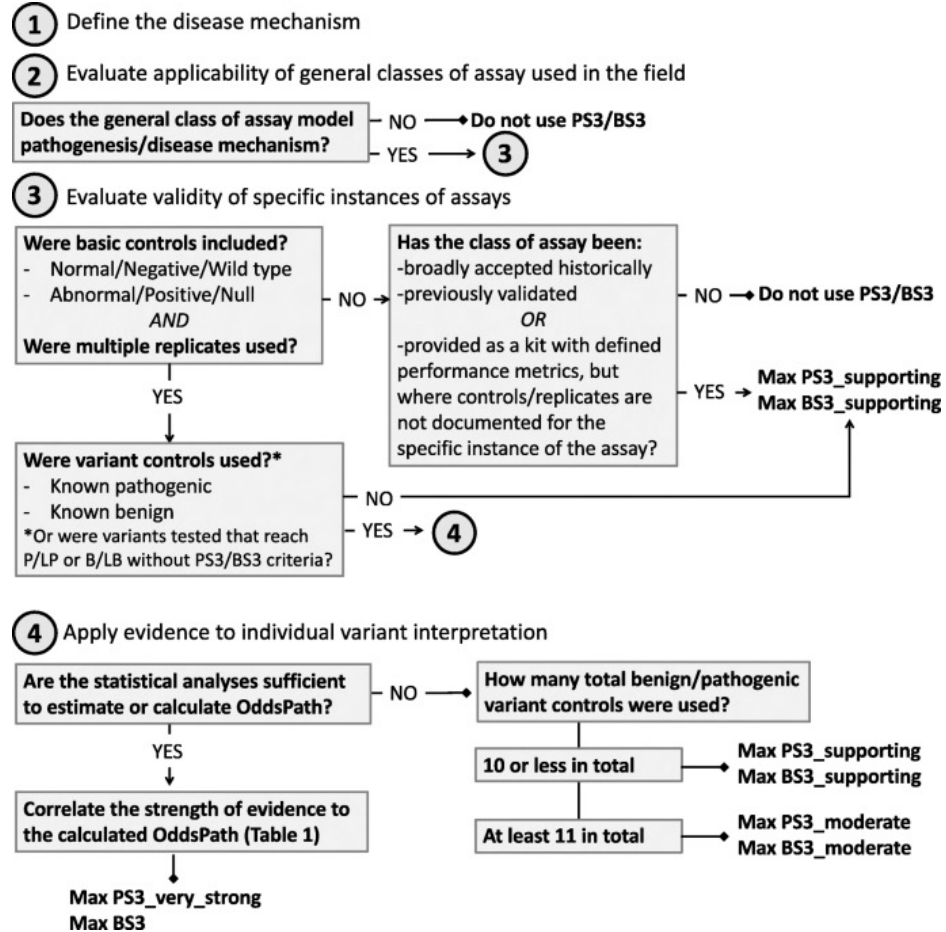 1 Define the disease mechanism
2 Evaluate applicability of general classes of assay used in the field
Does the general class of assay model
pathogenesis/disease mechanism?
NO
Do not use PS3/BS3
YES
3
3 Evaluate validity of specific instances of assays
Were basic controls included?
- Normal/Negative/Wild type
- Abnormal/Positive/Null
AND
Were multiple replicates used?
NO
Has the class of assay been:
-broadly accepted historically
-previously validated
OR
-provided as a kit with defined
performance metrics, but
where controls/replicates are
not documented for the
specific instance of the assay?
NO
Do not use PS3/BS3
YES
Max PS3_supporting
Max BS3_supporting
YES
Were variant controls used?*
- Known pathogenic
- Known benign
*Or were variants tested that reach
P/LP or B/LB without PS3/BS3 criteria?
NO
YES
4
4 Apply evidence to individual variant interpretation
Are the statistical analyses sufficient
to estimate or calculate OddsPath?
NO
How many total benign/pathogenic
variant controls were used?
10 or less in total
Max PS3_supporting
Max BS3_supporting
At least 11 in total
Max PS3_moderate
Max BS3_moderate
YES
Correlate the strength of evidence to
the calculated OddsPath (Table 1)
Max PS3_very_strong
Max BS3